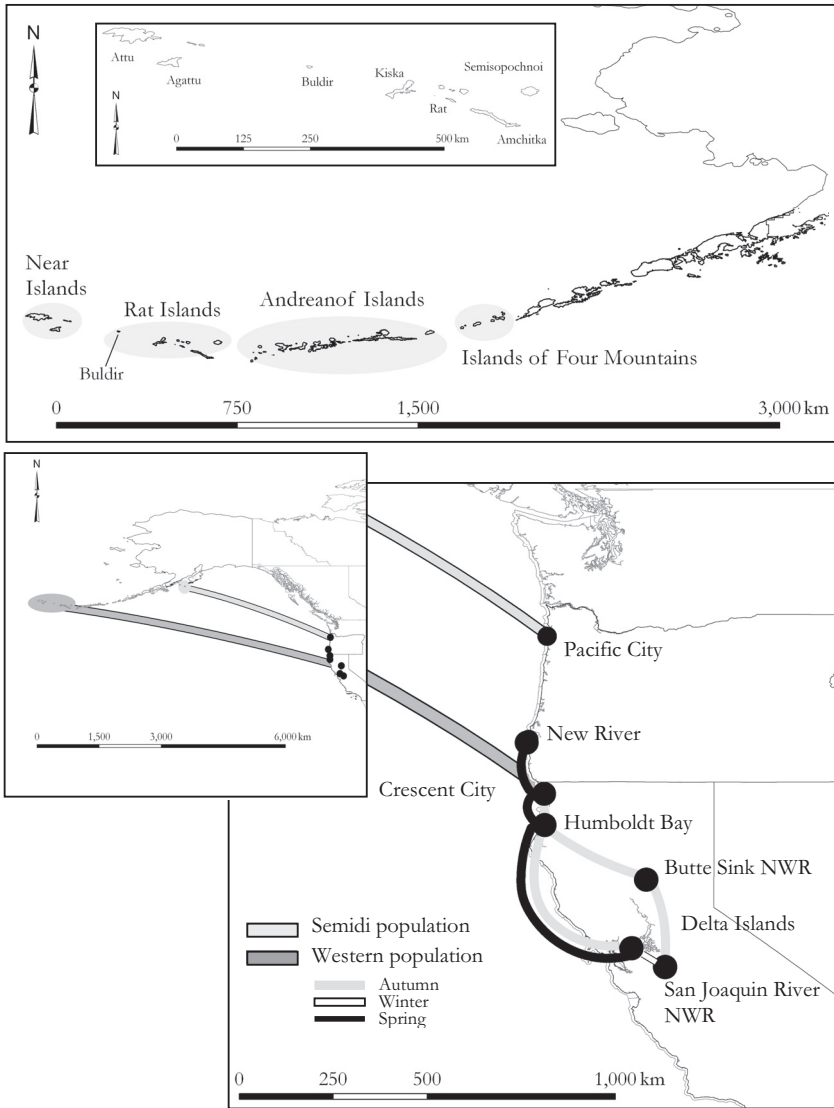 N
Attu
Agattu
Buldir
Kiska
Semisopochnoi
Rat
Amchitka
N
0 125 250 500 km
Near
Islands
Rat Islands
Andreanof Islands
Buldir
Islands of Four Mountains
0 750 1,500 3,000 km
N
0 1,500 3,000 6,000 km
Pacific City
New River
Crescent City
Humboldt Bay
Butte Sink NWR
Delta Islands
San Joaquin River
NWR
Semidi population
Western population
Autumn
Winter
Spring
0 250 500 1,000 km